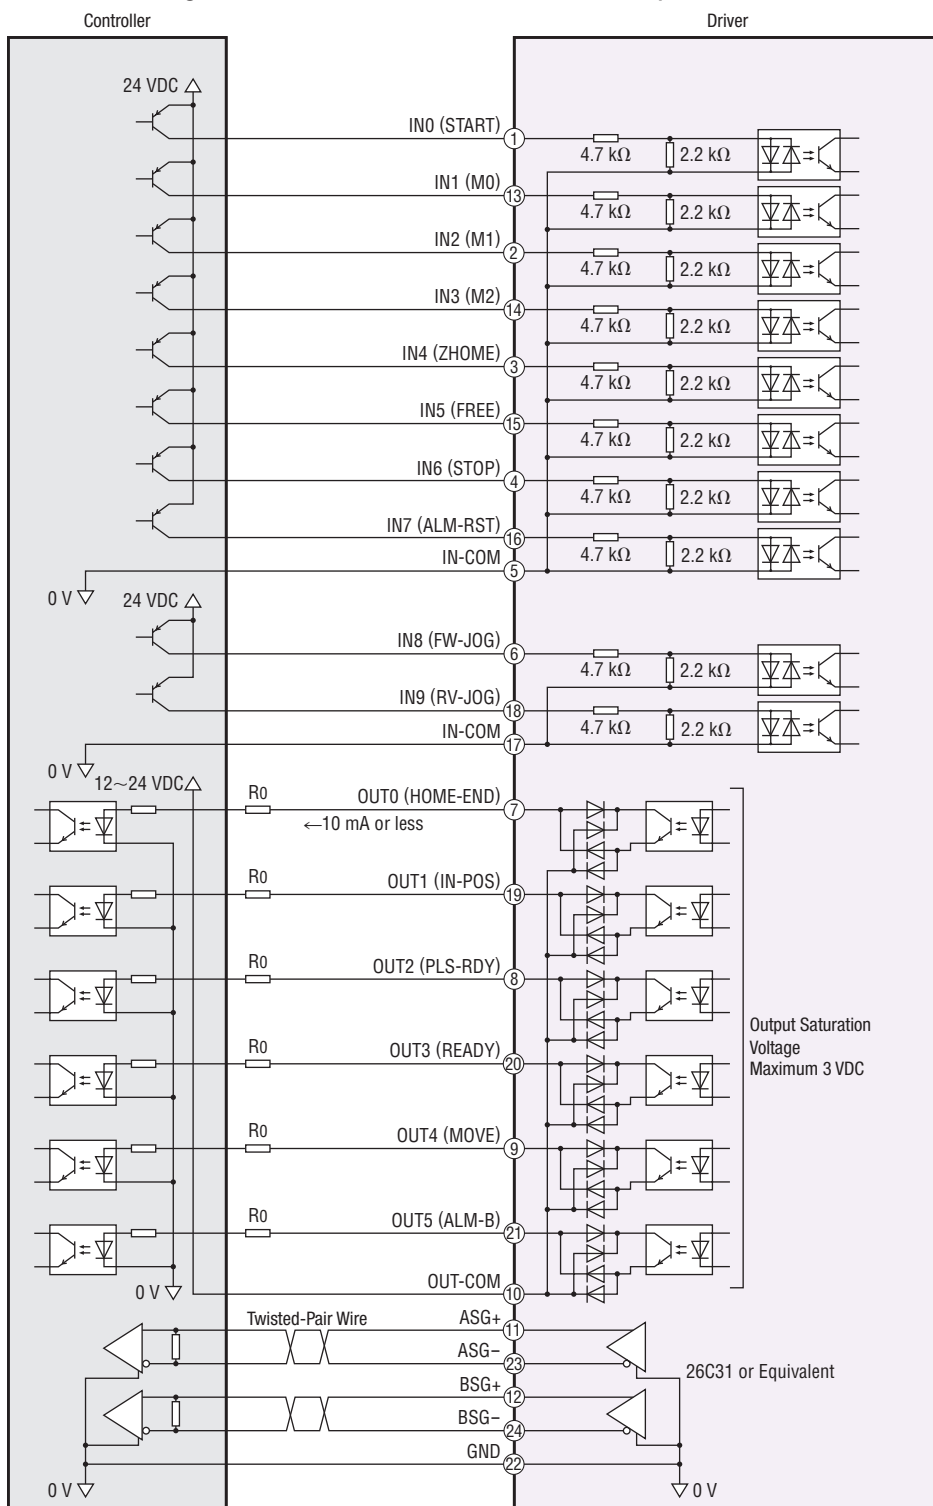 Controller
Driver
24 VDC
IN0 (START)
1
4.7 kΩ
2.2 kΩ
IN1 (M0)
13
4.7 kΩ
2.2 kΩ
IN2 (M1)
2
4.7 kΩ
2.2 kΩ
IN3 (M2)
14
4.7 kΩ
2.2 kΩ
IN4 (ZHOME)
3
4.7 kΩ
2.2 kΩ
IN5 (FREE)
15
4.7 kΩ
2.2 kΩ
IN6 (STOP)
4
4.7 kΩ
2.2 kΩ
IN7 (ALM-RST)
16
4.7 kΩ
2.2 kΩ
IN-COM
5
0 V
24 VDC
IN8 (FW-JOG)
6
4.7 kΩ
2.2 kΩ
IN9 (RV-JOG)
18
4.7 kΩ
2.2 kΩ
IN-COM
17
0 V
12~24 VDC
R0
OUT0 (HOME-END)
7
←10 mA or less
R0
OUT1 (IN-POS)
19
R0
OUT2 (PLS-RDY)
8
Output Saturation
Voltage
Maximum 3 VDC
R0
OUT3 (READY)
20
R0
OUT4 (MOVE)
9
R0
OUT5 (ALM-B)
21
0 V
OUT-COM
10
Twisted-Pair Wire
ASG+
11
ASG−
23
26C31 or Equivalent
BSG+
12
BSG−
24
GND
22
0 V
0 V